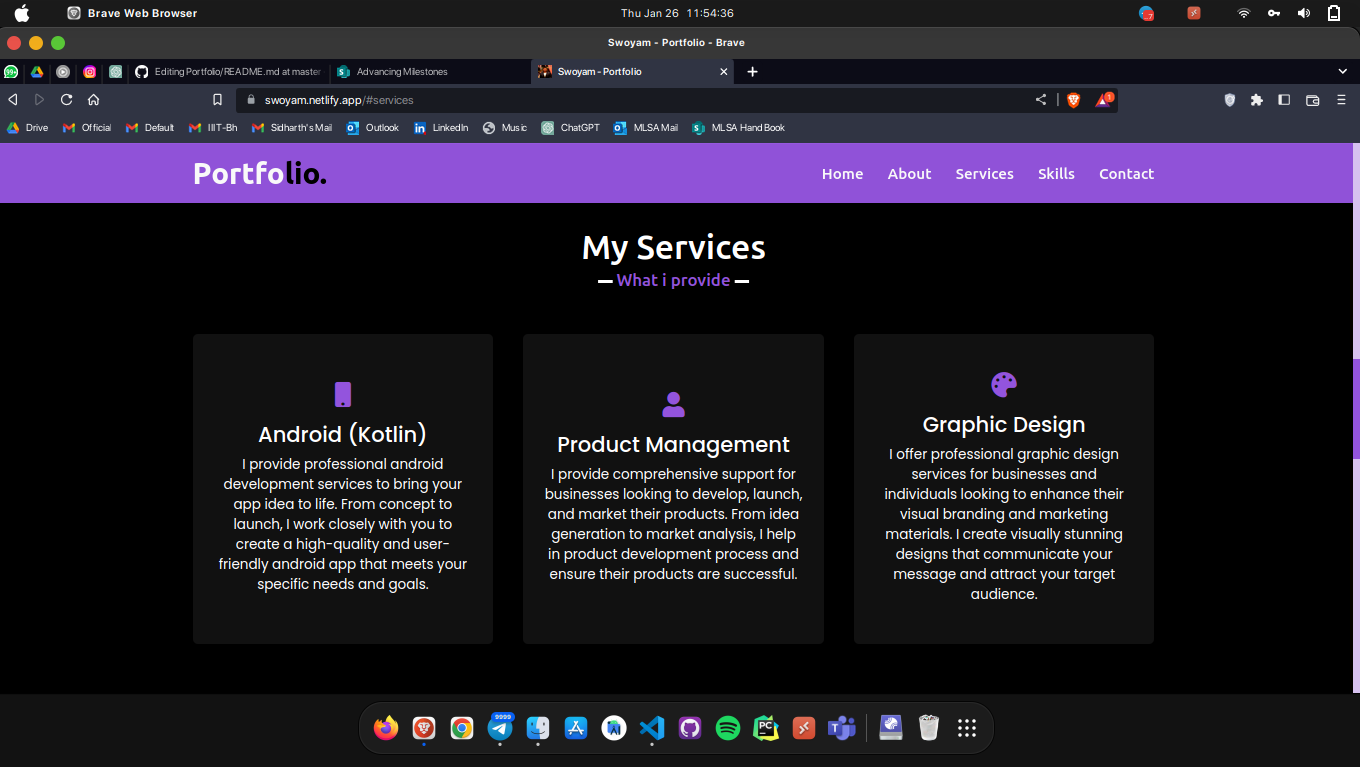 Brave Web Browser
Thu Jan 26 11:54:36
7
Swoyam - Portfolio - Brave
99+
Editing Portfolio/README.md at master
Advancing Milestones
Swoyam - Portfolio
swoyam.netlify.app/#services
1
Drive
Official
Default
IIIT-Bh
Sidharth's Mai
Outlook
LinkedIn
Music
ChatGPT
MLSA Mai
MLSA HandBook
Portfolio.
Home
About
Services
Skills
Contact
My Services
What i provide
Android (Kotlin)
I provide professional android
development services to bring your
app idea to life. From concept to
launch, I work closely with you to
create a high-quality and user-
friendly android app that meets your
specific needs and goals.
Product Management
I provide comprehensive support for
businesses looking to develop, launch,
and market their products. From idea
generation to market analysis, I help
in product development process and
ensure their products are successful.
Graphic Design
I offer professional graphic design
services for businesses and
individuals looking to enhance their
visual branding and marketing
materials. I create visually stunning
designs that communicate your
message and attract your target
audience.
9999
PC